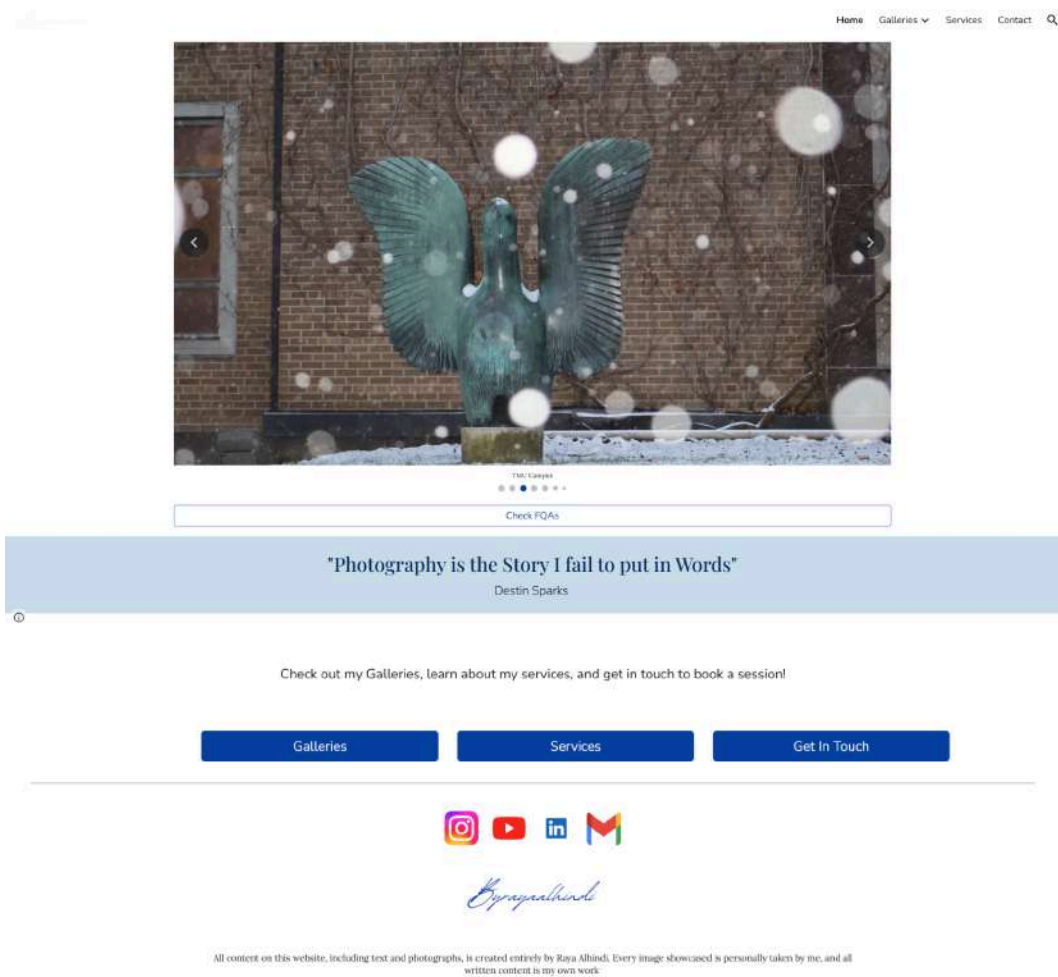 Home Galleries Services Contact
TMU Campus
Check FQAs
"Photography is the Story I fail to put in Words"
Destin Sparks
Check out my Galleries, learn about my services, and get in touch to book a session!
Galleries Services Get In Touch
in
Byrayaalhindi
All content on this website, including text and photographs, is created entirely by Raya Alhindi. Every image showcased is personally taken by me, and all
written content is my own work